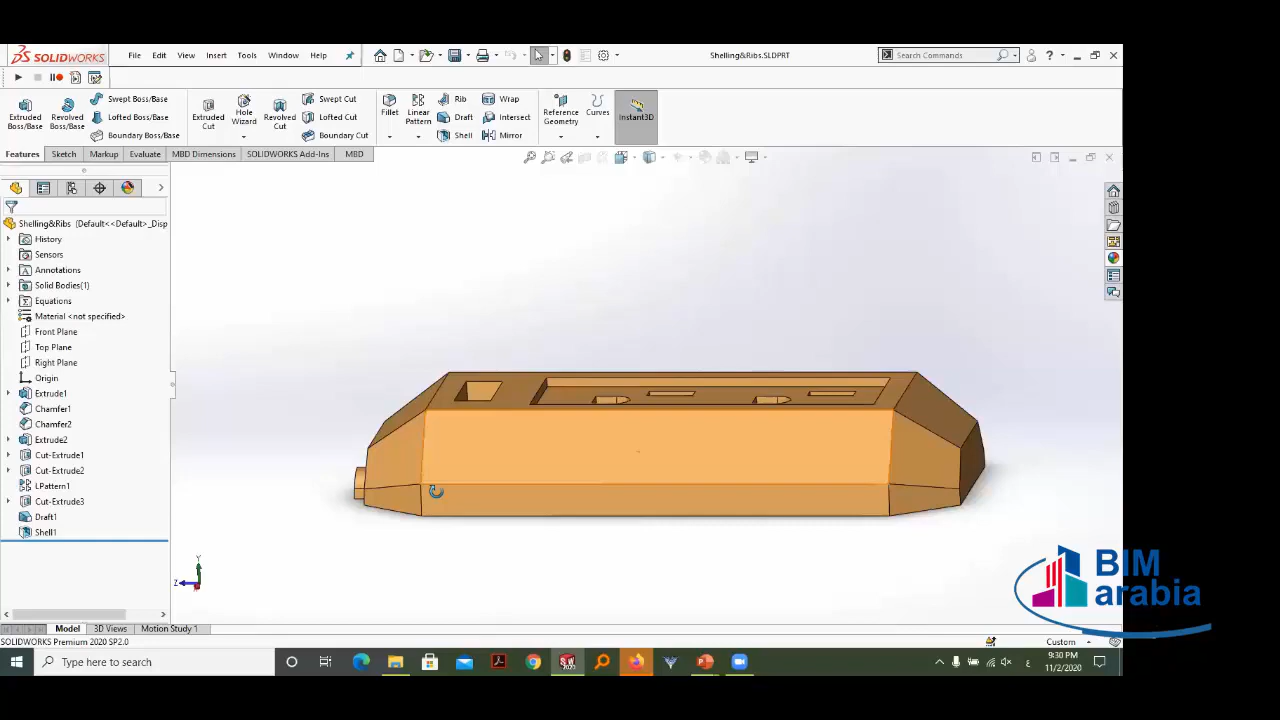 SOLIDWORKS File Edit View Insert Tools Window Help Shelling&Ribs.SLDPRT Search Commands
Extruded Boss/Base
Revolved Boss/Base
Swept Boss/Base
Lofted Boss/Base
Boundary Boss/Base
Extruded Cut
Hole Wizard
Revolved Cut
Swept Cut
Lofted Cut
Boundary Cut
Fillet
Linear Pattern
Rib
Draft
Shell
Wrap
Intersect
Mirror
Reference Geometry
Curves
Instant3D
Features Sketch Markup Evaluate MBD Dimensions SOLIDWORKS Add-Ins MBD
Shelling&Ribs (Default<<Default>_Disp
History
Sensors
Annotations
Solid Bodies(1)
Equations
Material <not specified>
Front Plane
Top Plane
Right Plane
Origin
Extrude1
Chamfer1
Chamfer2
Extrude2
Cut-Extrude1
Cut-Extrude2
LPattern1
Cut-Extrude3
Draft1
Shell1
Y
Z
BIM
arabia
Model 3D Views Motion Study 1
SOLIDWORKS Premium 2020 SP2.0 Custom
Type here to search
ع
9:30 PM
11/2/2020